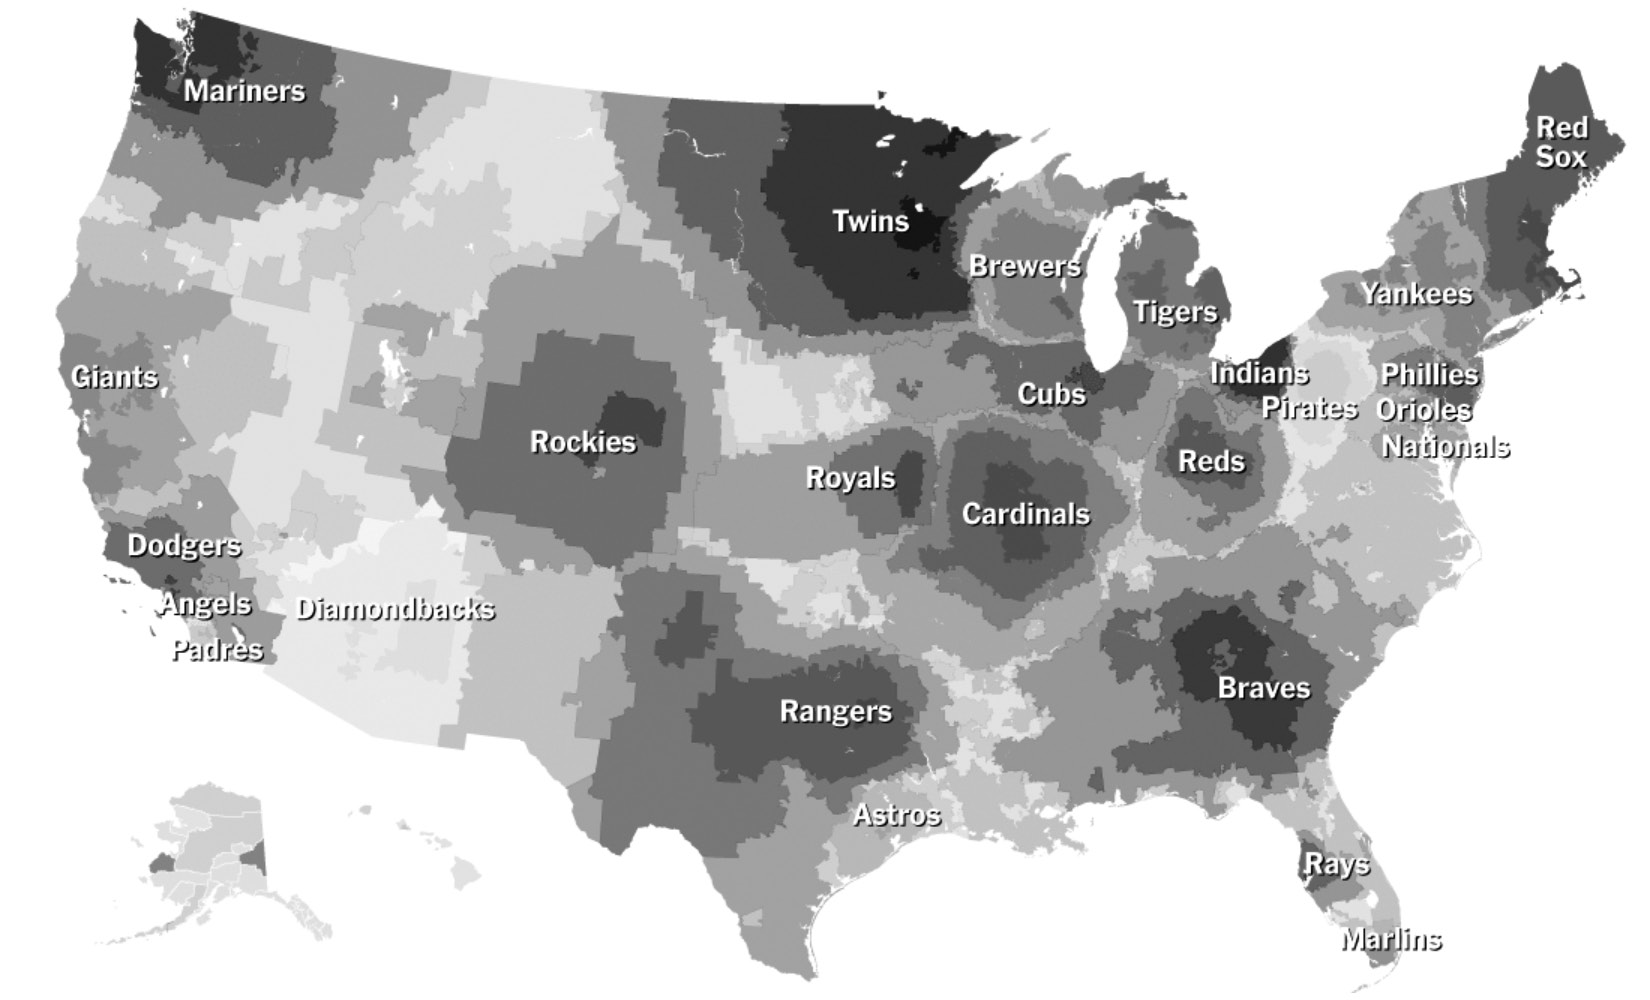 Mariners
Red
Sox
Twins
Brewers
Yankees
Tigers
Giants
Indians
Phillies
Cubs
Pirates
Orioles
Rockies
Nationals
Reds
Royals
Cardinals
Dodgers
Angels
Diamondbacks
Padres
Braves
Rangers
Astros
Rays
Marlins